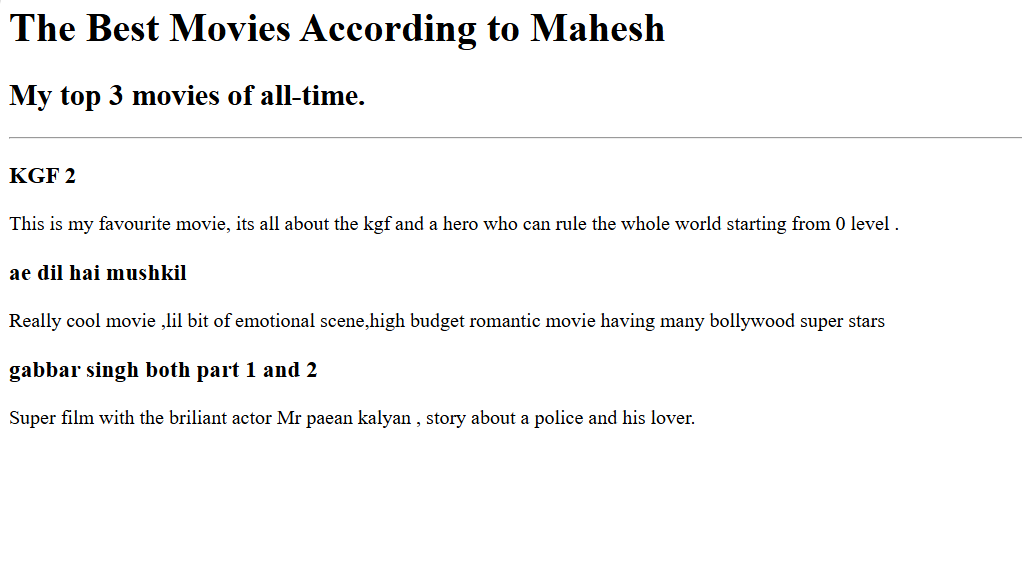 The Best Movies According to Mahesh
My top 3 movies of all-time.
KGF 2
This is my favourite movie, its all about the kgf and a hero who can rule the whole world starting from 0 level .
ae dil hai mushkil
Really cool movie ,lil bit of emotional scene,high budget romantic movie having many bollywood super stars
gabbar singh both part 1 and 2
Super film with the briliant actor Mr paean kalyan , story about a police and his lover.